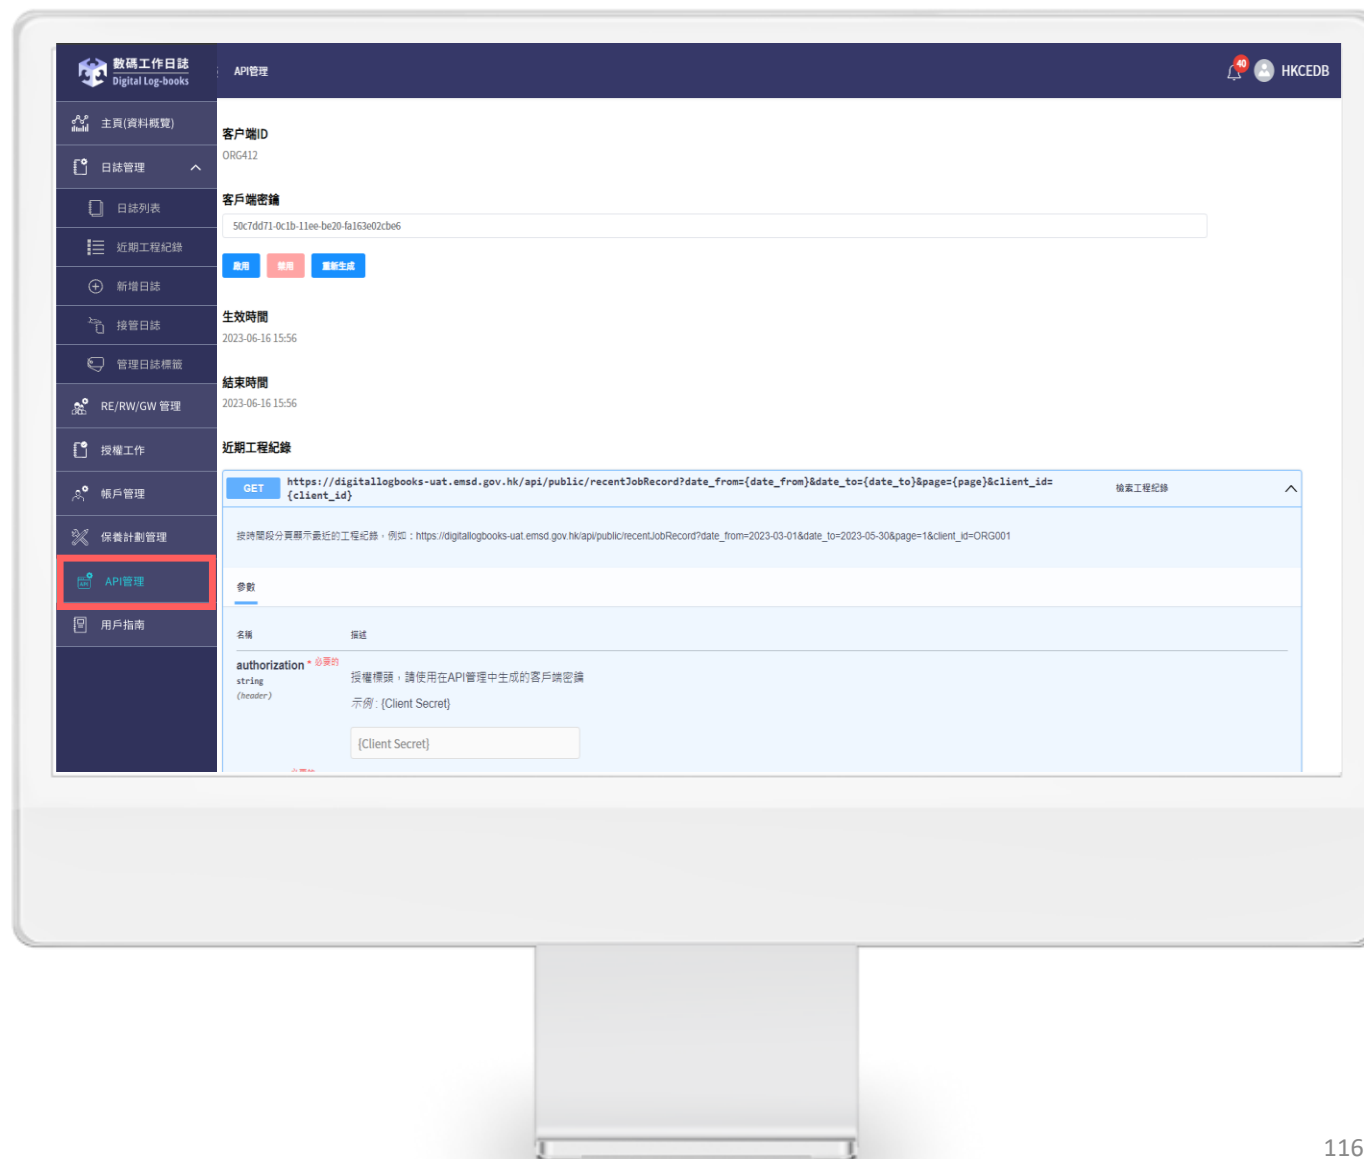 數碼工作日誌
Digital Log-books
API管理
40
HKCEDB
主頁(資料概覽)
日誌管理
日誌列表
近期工程紀錄
新增日誌
接管日誌
管理日誌標籤
RE/RW/GW 管理
授權工作
帳戶管理
保養計劃管理
API管理
用戶指南
客户端ID
ORG412
客戶端密鑰
50c7dd71-0c1b-11ee-be20-fa163e02cbe6
啟用 禁用 重新生成
生效時間
2023-06-16 15:56
結束時間
2023-06-16 15:56
近期工程紀錄
GET https://digitallogbooks-uat.emsd.gov.hk/api/public/recentJobRecord?date_from={date_from}&date_to={date_to}&page={page}&client_id=
{client_id}
檢索工程紀錄
按時間段分頁顯示最近的工程紀錄，例如：https://digitallogbooks-uat.emsd.gov.hk/api/public/recentJobRecord?date_from=2023-03-01&date_to=2023-05-30&page=1&client_id=ORG001
參數
名稱 描述
authorization * 必要的
string
(header)
授權標頭，請使用在API管理中生成的客戶端密鑰
示例 : {Client Secret}
{Client Secret}
116